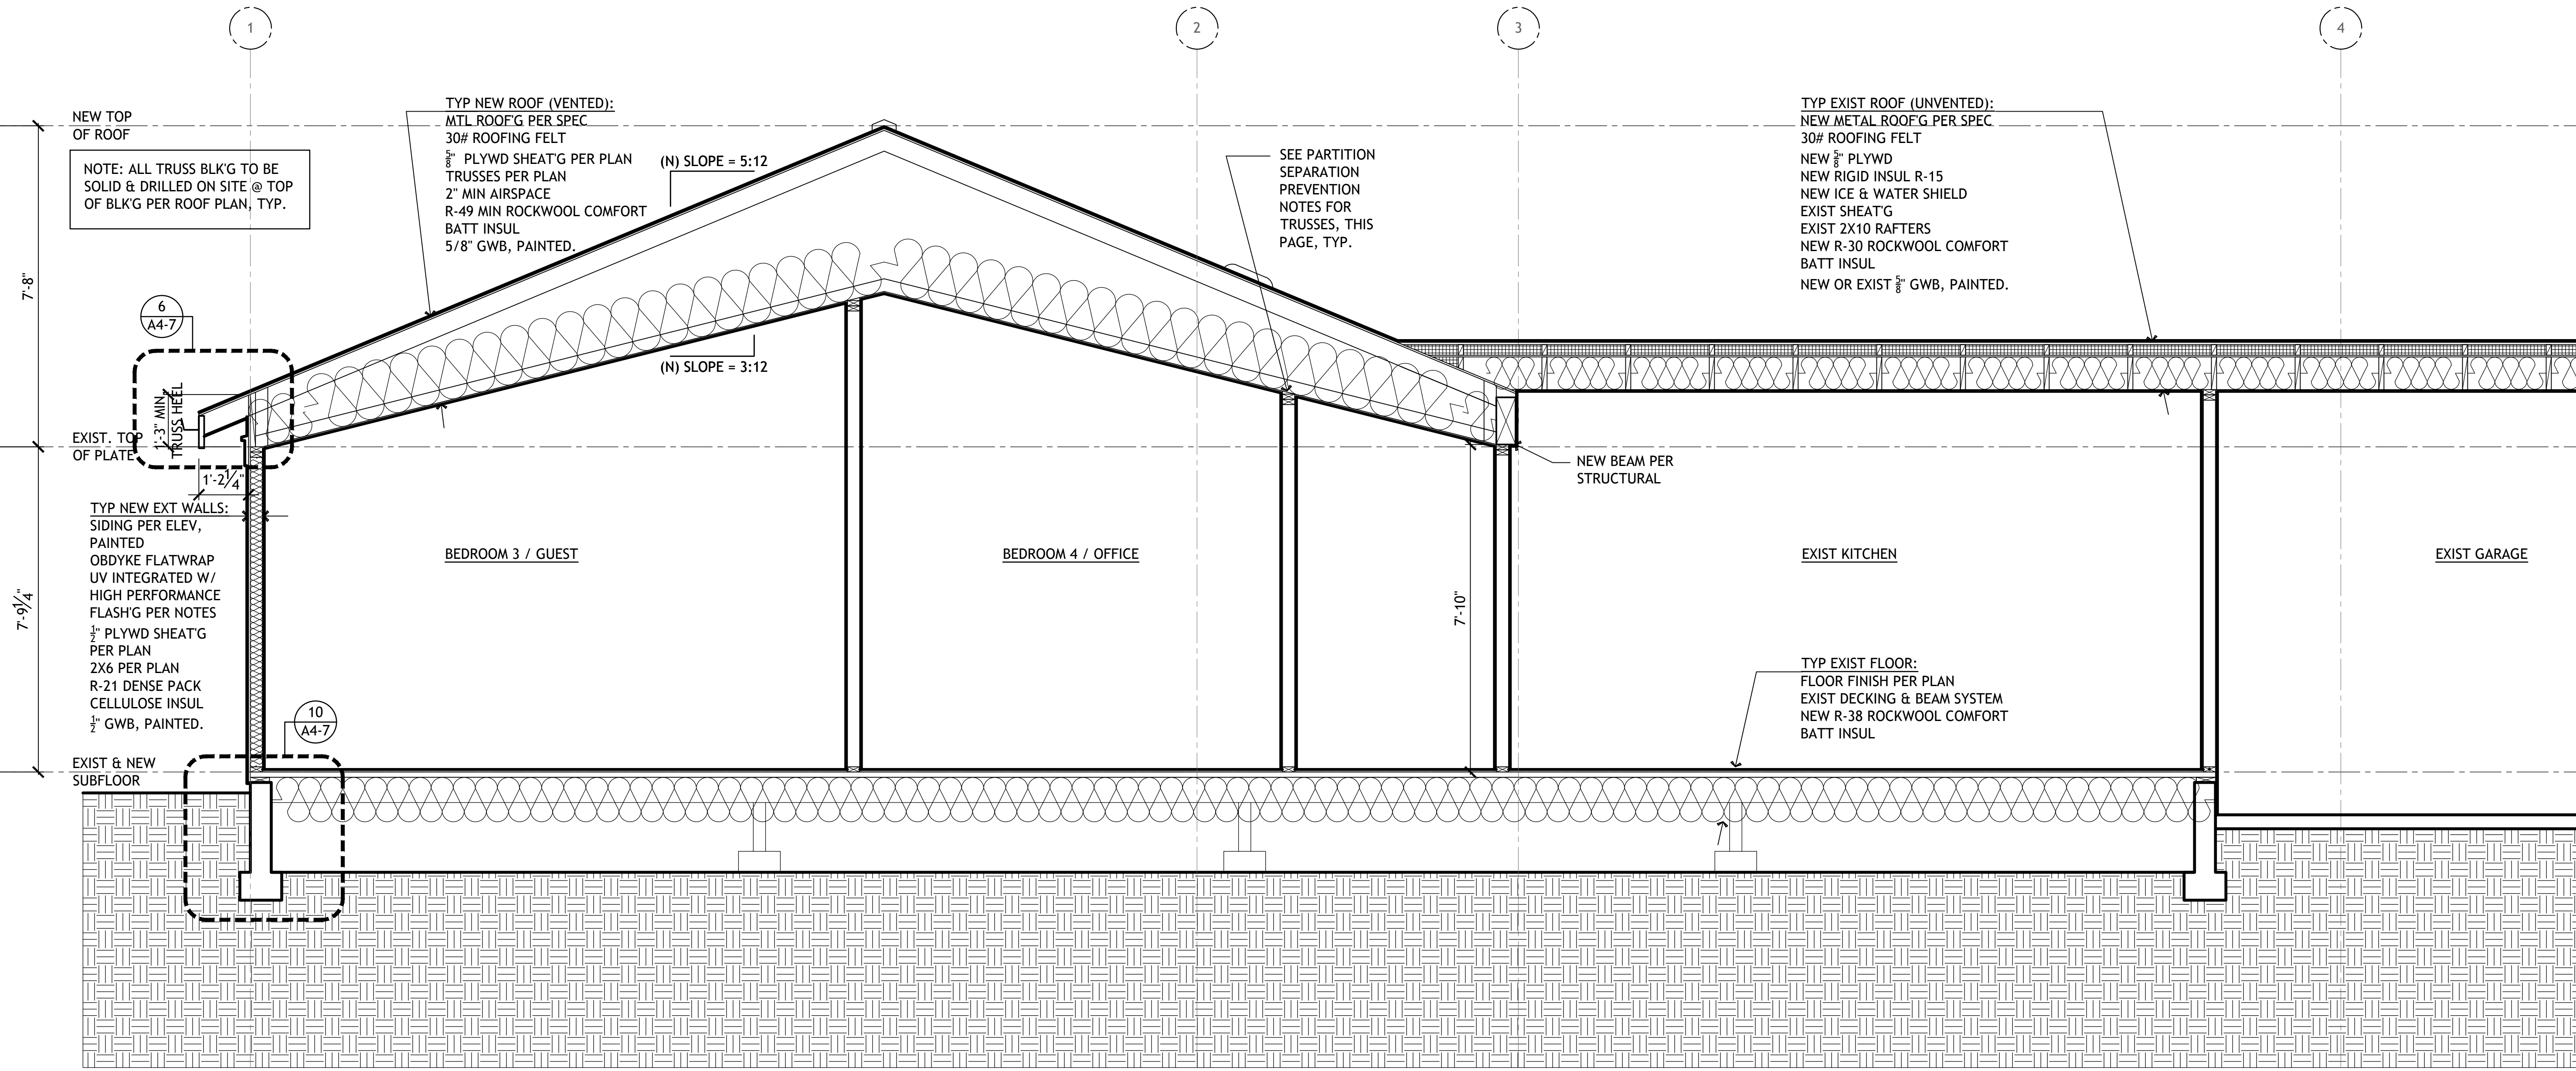 1
2
3
4
NEW TOP
OF ROOF
NOTE: ALL TRUSS BLK'G TO BE
SOLID & DRILLED ON SITE @ TOP
OF BLK'G PER ROOF PLAN, TYP.
TYP NEW ROOF (VENTED):
MTL ROOF'G PER SPEC
30# ROOFING FELT
5/8" PLYWD SHEAT'G PER PLAN
TRUSSES PER PLAN
2" MIN AIRSPACE
R-49 MIN ROCKWOOL COMFORT
BATT INSUL
5/8" GWB, PAINTED.
(N) SLOPE = 5:12
(N) SLOPE = 3:12
SEE PARTITION
SEPARATION
PREVENTION
NOTES FOR
TRUSSES, THIS
PAGE, TYP.
TYP EXIST ROOF (UNVENTED):
NEW METAL ROOF'G PER SPEC
30# ROOFING FELT
NEW 5/8" PLYWD
NEW RIGID INSUL R-15
NEW ICE & WATER SHIELD
EXIST SHEAT'G
EXIST 2X10 RAFTERS
NEW R-30 ROCKWOOL COMFORT
BATT INSUL
NEW OR EXIST 5/8" GWB, PAINTED.
7'-8"
6
A4-7
1'-3" MIN
TRUSS HEEL
EXIST. TOP
OF PLATE
1'-2 1/4"
NEW BEAM PER
STRUCTURAL
TYP NEW EXT WALLS:
SIDING PER ELEV,
PAINTED
OBDYKE FLATWRAP
UV INTEGRATED W/
HIGH PERFORMANCE
FLASH'G PER NOTES
1/2" PLYWD SHEAT'G
PER PLAN
2X6 PER PLAN
R-21 DENSE PACK
CELLULOSE INSUL
1/2" GWB, PAINTED.
BEDROOM 3 / GUEST
BEDROOM 4 / OFFICE
EXIST KITCHEN
EXIST GARAGE
7'-9 1/4"
7'-10"
TYP EXIST FLOOR:
FLOOR FINISH PER PLAN
EXIST DECKING & BEAM SYSTEM
NEW R-38 ROCKWOOL COMFORT
BATT INSUL
10
A4-7
EXIST & NEW
SUBFLOOR